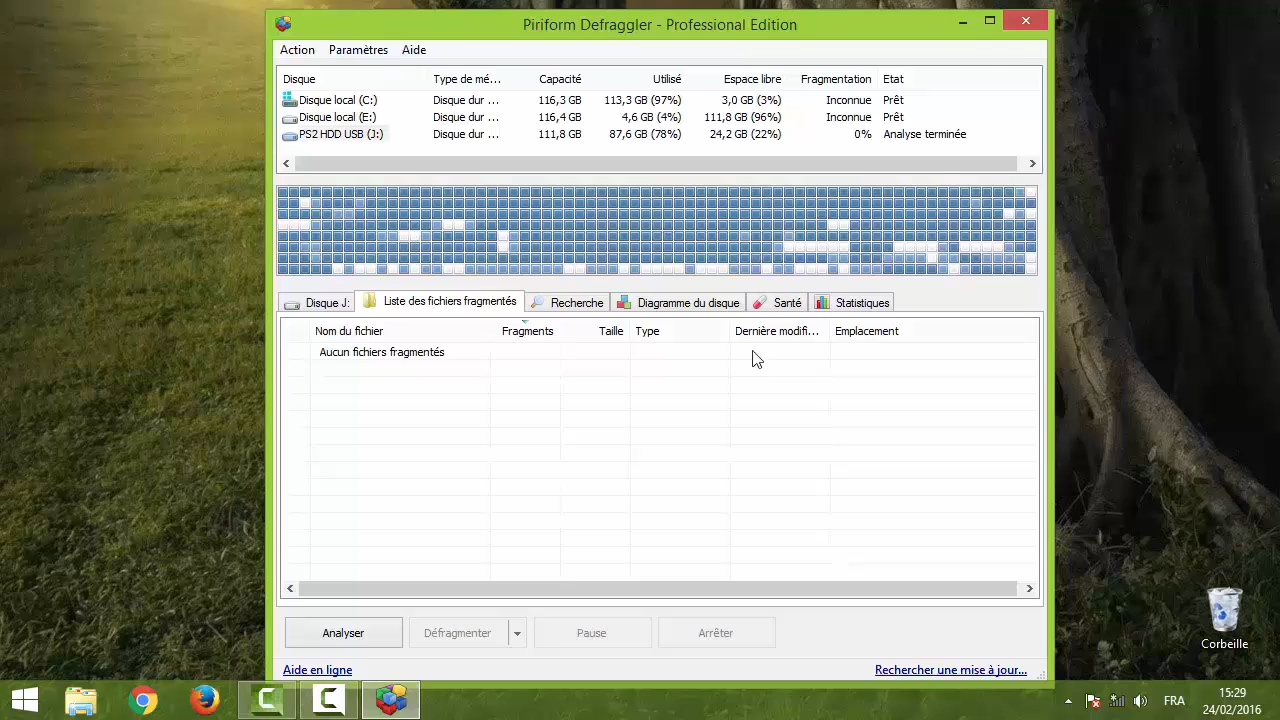 Piriform Defraggler - Professional Edition
Action Paramètres Aide
Disque Type de mé... Capacité Utilisé Espace libre Fragmentation Etat
Disque local (C:) Disque dur ... 116,3 GB 113,3 GB (97%) 3,0 GB (3%) Inconnue Prêt
Disque local (E:) Disque dur ... 116,4 GB 4,6 GB (4%) 111,8 GB (96%) Inconnue Prêt
PS2 HDD USB (J:) Disque dur ... 111,8 GB 87,6 GB (78%) 24,2 GB (22%) 0% Analyse terminée
Disque J: Liste des fichiers fragmentés Recherche Diagramme du disque Santé Statistiques
Nom du fichier Fragments Taille Type Dernière modifi... Emplacement
Aucun fichiers fragmentés
Analyser Défragmenter Pause Arrêter
Aide en ligne Rechercher une mise à jour...
Corbeille
FRA 15:29
24/02/2016